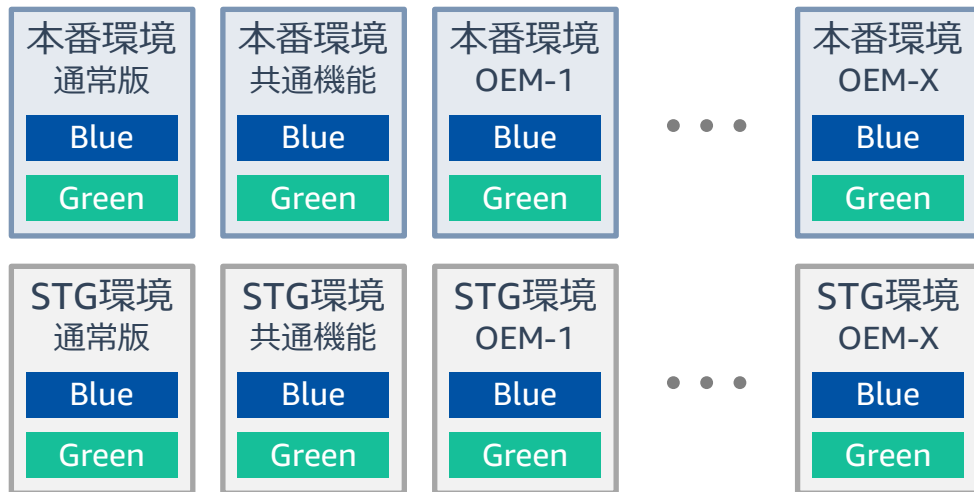 本番環境
通常版
Blue
Green
本番環境
共通機能
Blue
Green
本番環境
OEM-1
Blue
Green
・・・
本番環境
OEM-X
Blue
Green
STG環境
通常版
Blue
Green
STG環境
共通機能
Blue
Green
STG環境
OEM-1
Blue
Green
・・・
STG環境
OEM-X
Blue
Green